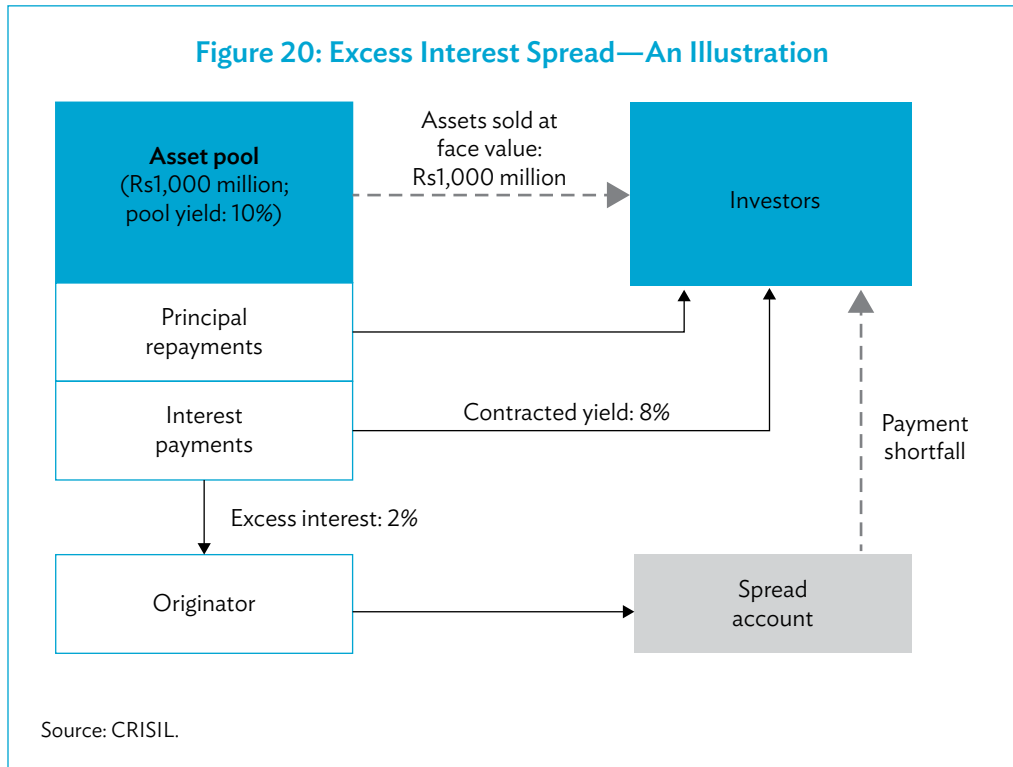 Figure 20: Excess Interest Spread—An Illustration
Asset pool
(Rs1,000 million;
pool yield: 10%)
Assets sold at
face value:
Rs1,000 million
Investors
Principal
repayments
Interest
payments
Contracted yield: 8%
Payment
shortfall
Excess interest: 2%
Originator
Spread
account
Source: CRISIL.